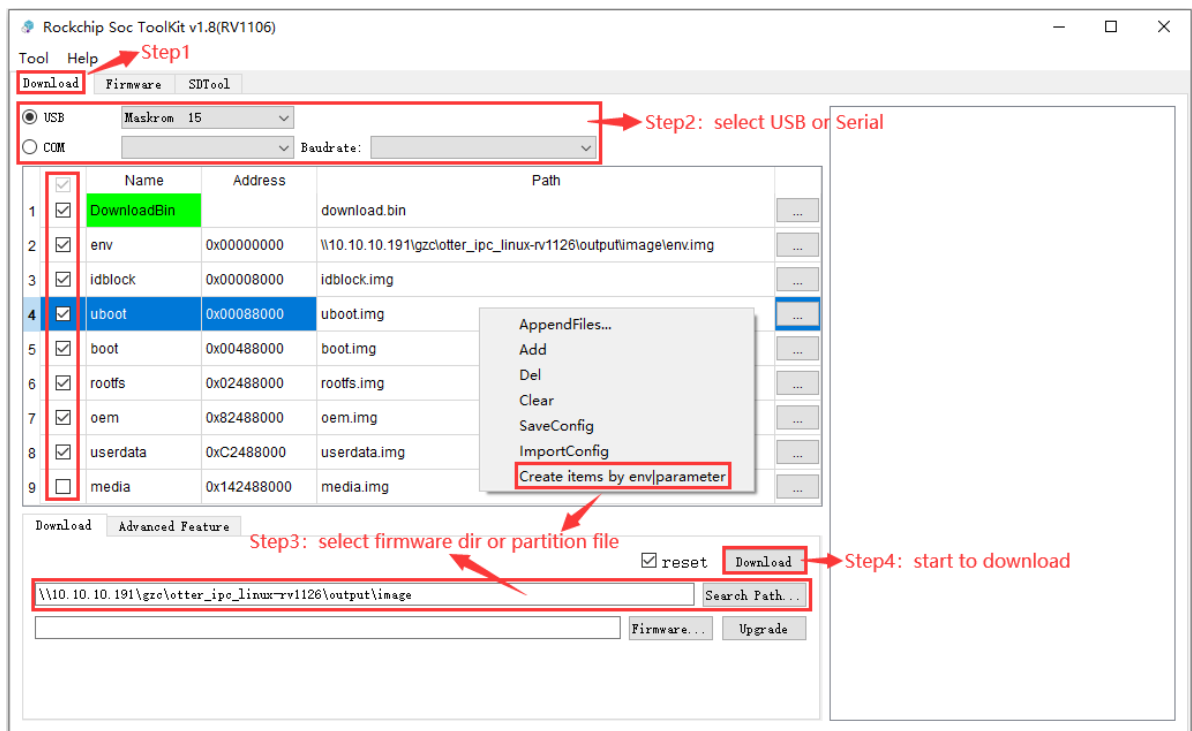 Rockchip Soc ToolKit v1.8(RV1106)
Tool Help
Step1
Download Firmware SDTool
USB Maskrom 15
Step2: select USB or Serial
COM Baudrate:
Name Address Path
1 DownloadBin download.bin ...
2 env 0x00000000 \\10.10.10.191\gzc\otter_ipc_linux-rv1126\output\image\env.img ...
3 idblock 0x00008000 idblock.img ...
4 uboot 0x00088000 uboot.img ...
5 boot 0x00488000 boot.img ...
6 rootfs 0x02488000 rootfs.img ...
7 oem 0x82488000 oem.img ...
8 userdata 0xC2488000 userdata.img ...
9 media 0x142488000 media.img ...
AppendFiles...
Add
Del
Clear
SaveConfig
ImportConfig
Create items by env|parameter
Download Advanced Feature
Step3: select firmware dir or partition file
reset Download
Step4: start to download
\\10.10.10.191\gzc\otter_ipc_linux-rv1126\output\image Search Path...
Firmware... Upgrade